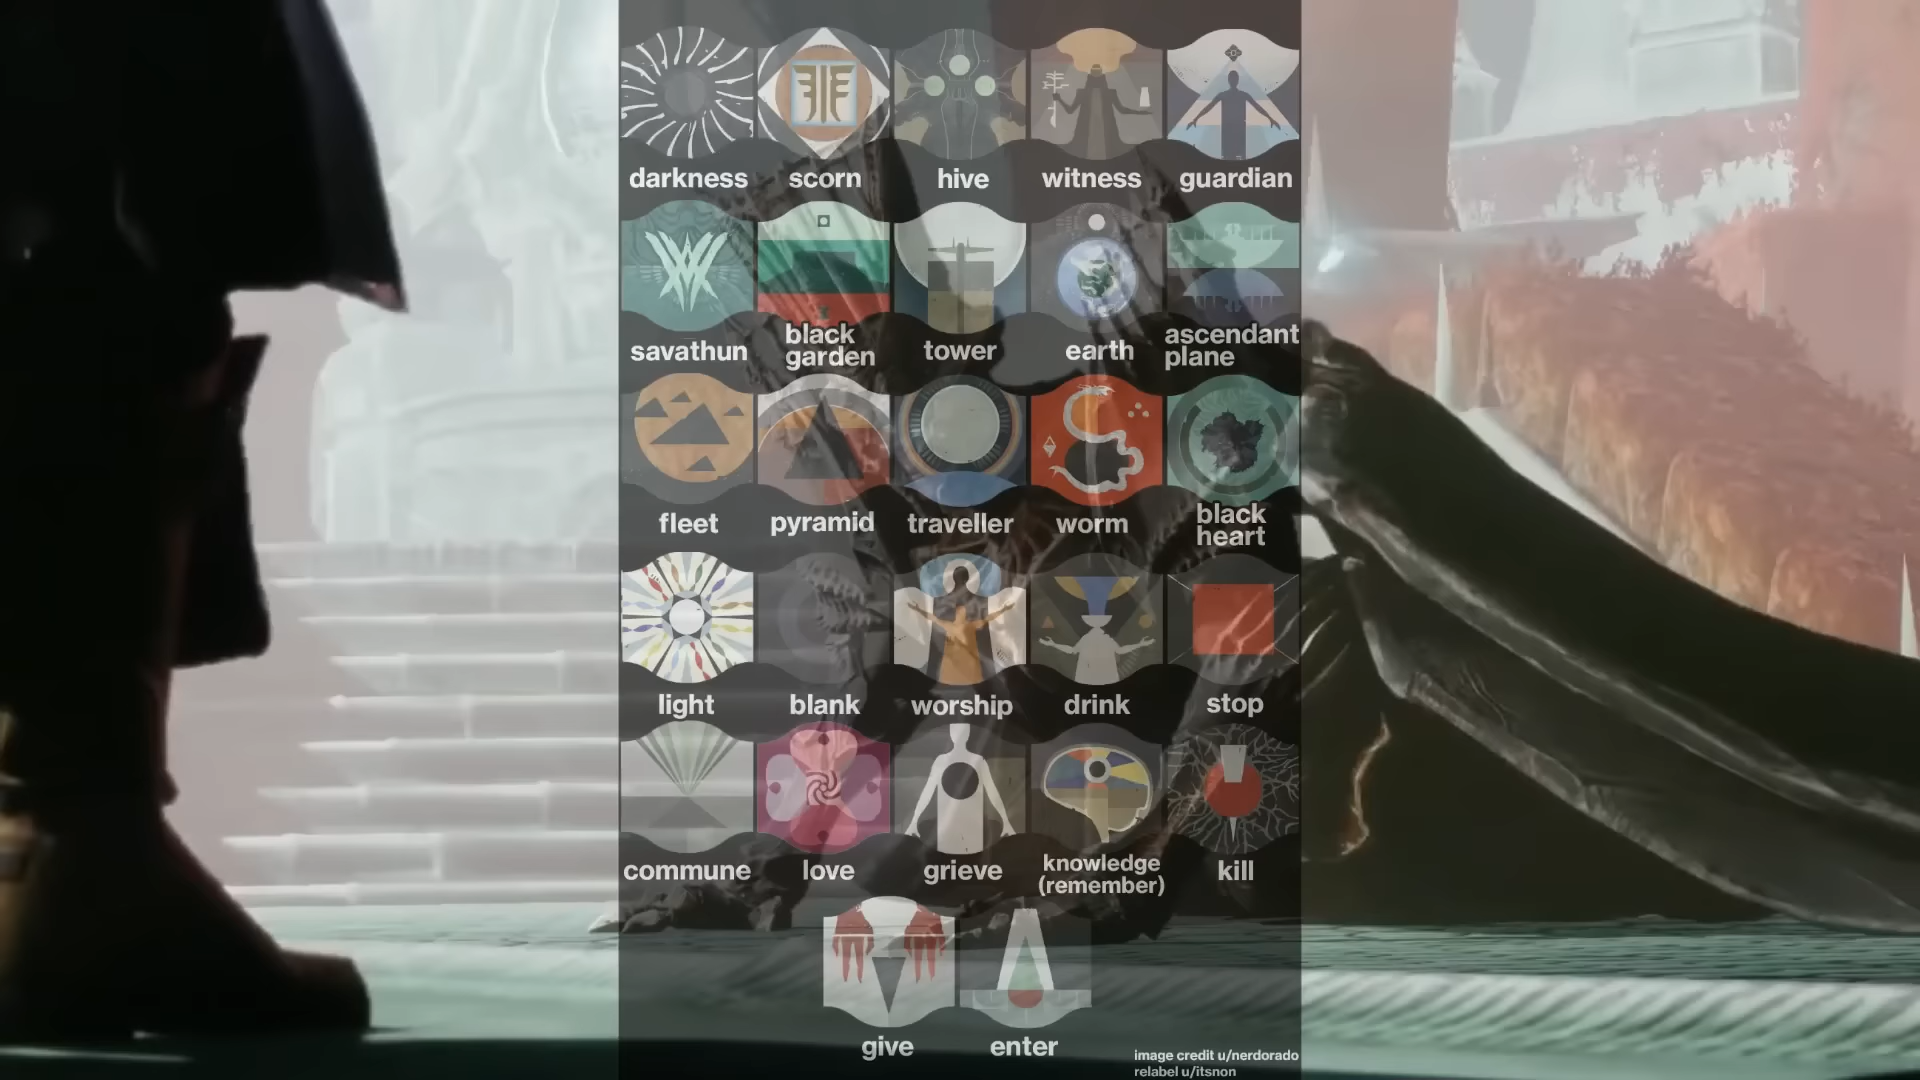 darkness scorn hive witness guardian
savathun black garden tower earth ascendant plane
fleet pyramid traveller worm black heart
light blank worship drink stop
commune love grieve knowledge (remember) kill
give enter
image credit u/nerdorado
relabel u/itsnon